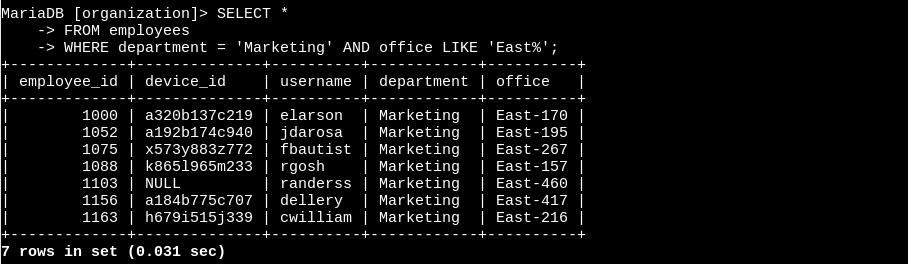 MariaDB [organization]> SELECT *
    -> FROM employees
    -> WHERE department = 'Marketing' AND office LIKE 'East%';
+-------------+--------------+----------+------------+----------+
| employee_id | device_id    | username | department | office   |
+-------------+--------------+----------+------------+----------+
|        1000 | a320b137c219 | elarson  | Marketing  | East-170 |
|        1052 | a192b174c940 | jdarosa  | Marketing  | East-195 |
|        1075 | x573y883z772 | fbautist | Marketing  | East-267 |
|        1088 | k865l965m233 | rgosh    | Marketing  | East-157 |
|        1103 | NULL         | randerss | Marketing  | East-460 |
|        1156 | a184b775c707 | dellery  | Marketing  | East-417 |
|        1163 | h679i515j339 | cwilliam | Marketing  | East-216 |
+-------------+--------------+----------+------------+----------+
7 rows in set (0.031 sec)